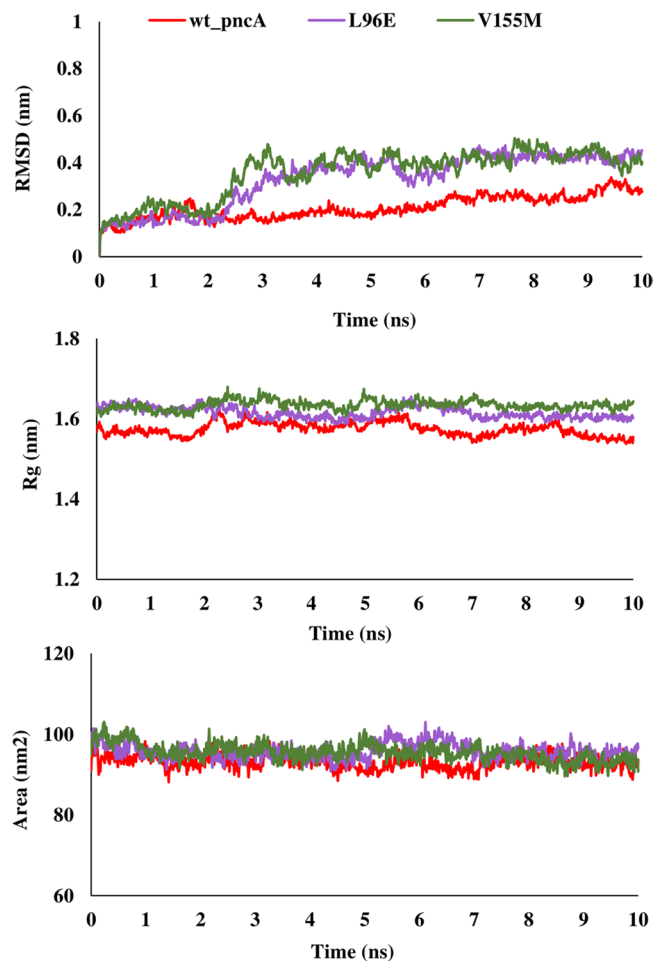 wt_pncA L96E V155M
1
0.8
0.6
0.4
0.2
0
RMSD (nm)
0 1 2 3 4 5 6 7 8 9 10
Time (ns)
1.8
1.6
1.4
1.2
Rg (nm)
0 1 2 3 4 5 6 7 8 9 10
Time (ns)
120
100
80
60
Area (nm2)
0 1 2 3 4 5 6 7 8 9 10
Time (ns)